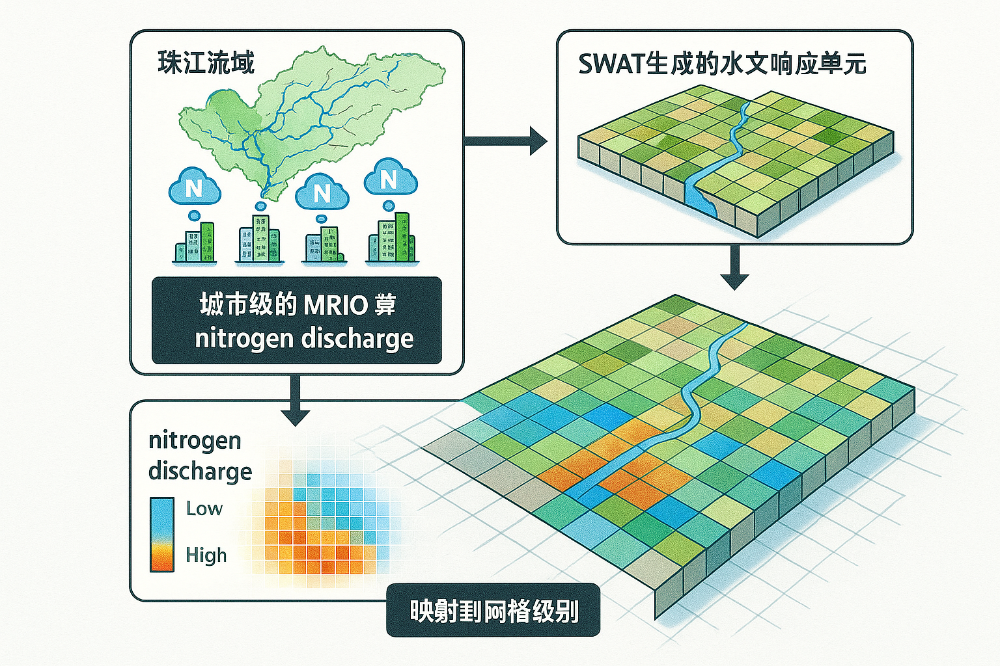 珠江流域
N
N
N
城市级的 MRIO 算
nitrogen discharge
SWAT生成的水文响应单元
nitrogen
discharge
Low
High
映射到网格级别